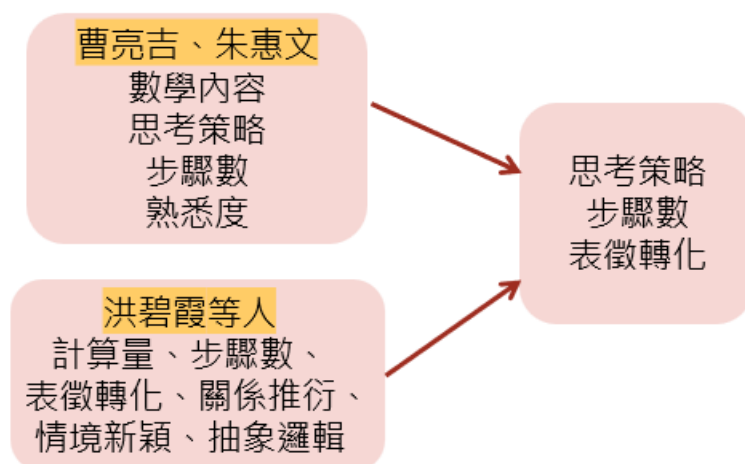 曹亮吉、朱惠文
數學內容
思考策略
步驟數
熟悉度
洪碧霞等人
計算量、步驟數、
表徵轉化、關係推衍、
情境新穎、抽象邏輯
思考策略
步驟數
表徵轉化